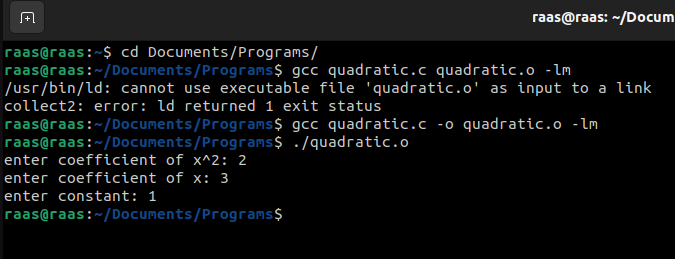 raas@raas: ~/Docum
raas@raas:~$ cd Documents/Programs/
raas@raas:~/Documents/Programs$ gcc quadratic.c quadratic.o -lm
/usr/bin/ld: cannot use executable file 'quadratic.o' as input to a link
collect2: error: ld returned 1 exit status
raas@raas:~/Documents/Programs$ gcc quadratic.c -o quadratic.o -lm
raas@raas:~/Documents/Programs$ ./quadratic.o
enter coefficient of x^2: 2
enter coefficient of x: 3
enter constant: 1
raas@raas:~/Documents/Programs$